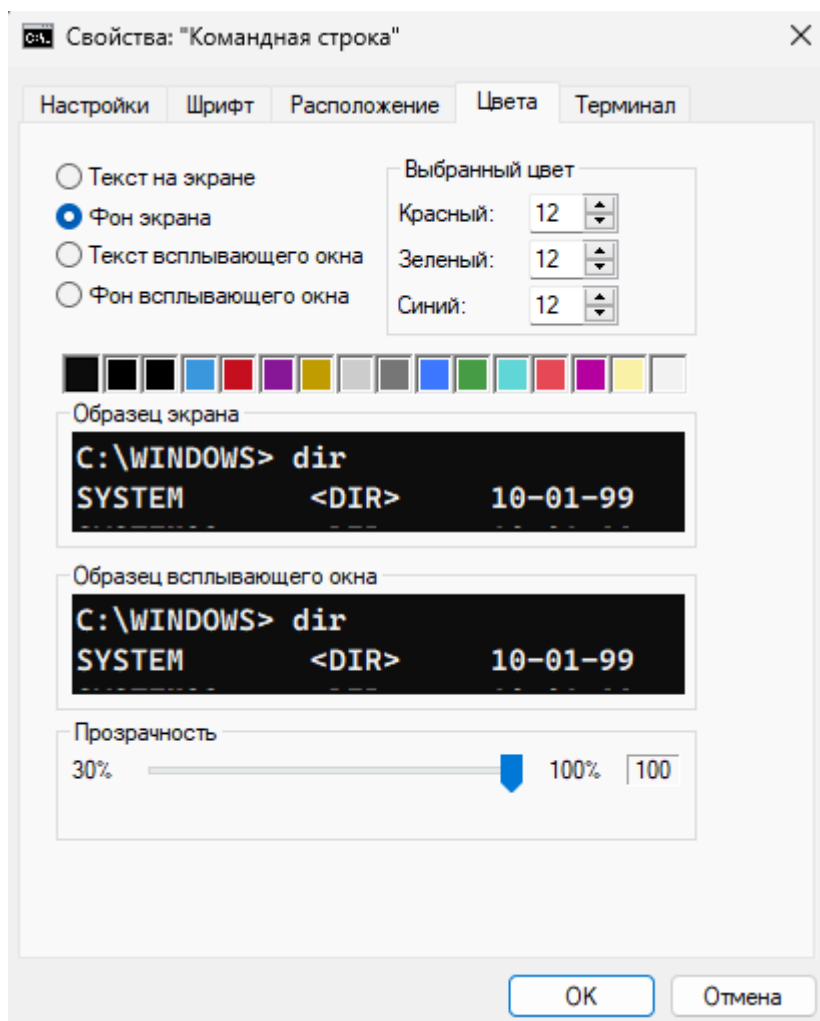 Свойства: "Командная строка"
Настройки Шрифт Расположение Цвета Терминал
Текст на экране
Фон экрана
Текст всплывающего окна
Фон всплывающего окна
Выбранный цвет
Красный: 12
Зеленый: 12
Синий: 12
Образец экрана
C:\WINDOWS> dir
SYSTEM <DIR> 10-01-99
Образец всплывающего окна
C:\WINDOWS> dir
SYSTEM <DIR> 10-01-99
Прозрачность
30% 100% 100
OK Отмена